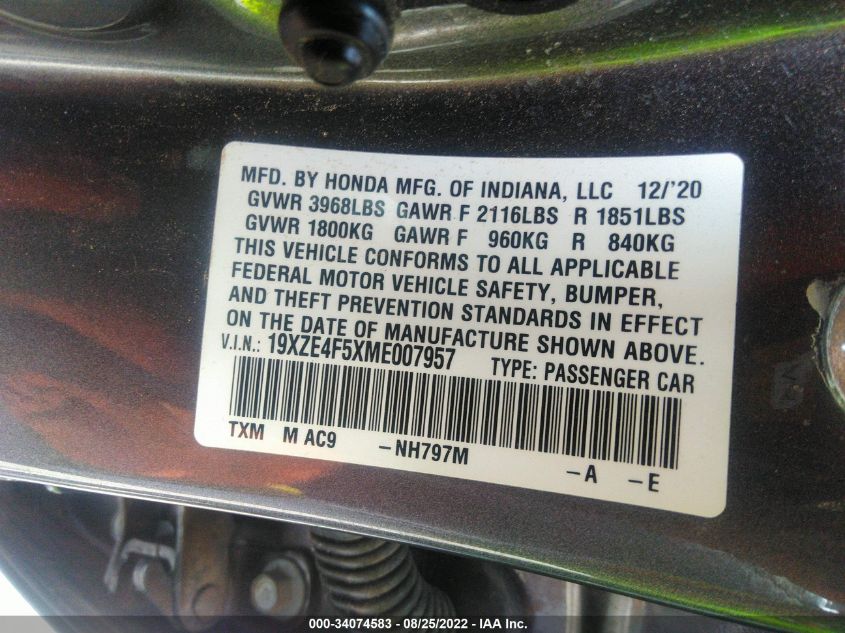 MFD. BY HONDA MFG. OF INDIANA, LLC 12/'20
GVWR 3968LBS GAWR F 2116LBS R 1851LBS
GVWR 1800KG GAWR F 960KG R 840KG
THIS VEHICLE CONFORMS TO ALL APPLICABLE
FEDERAL MOTOR VEHICLE SAFETY, BUMPER,
AND THEFT PREVENTION STANDARDS IN EFFECT
ON THE DATE OF MANUFACTURE SHOWN ABOVE.
V.I.N.: 19XZE4F5XME007957 TYPE: PASSENGER CAR
TXM M AC9 -NH797M -A -E
000-34074583 - 08/25/2022 - IAA Inc.